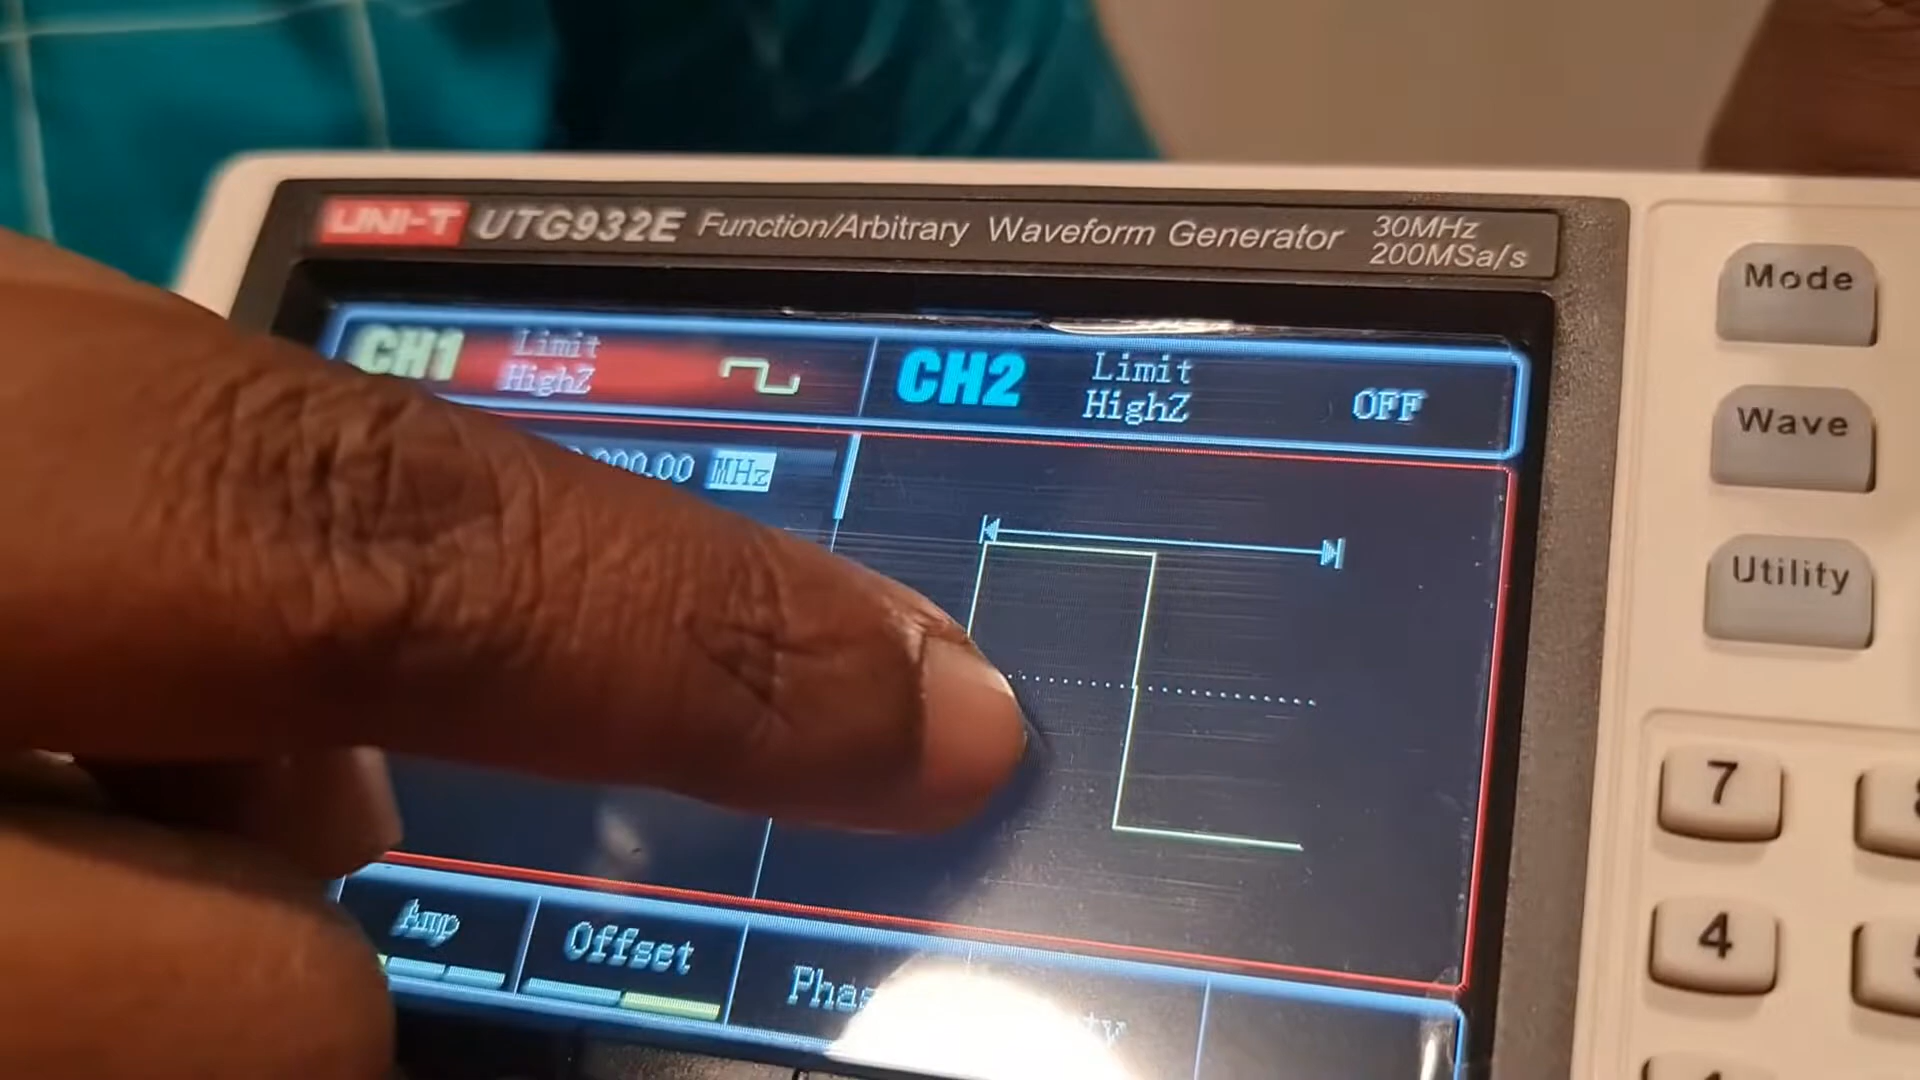 UNI-T UTG932E Function/Arbitrary Waveform Generator 30MHz
200MSa/s
CH1 Limit
HighZ
CH2 Limit
HighZ
OFF
000.00 MHz
Amp
Offset
Phas
Mode
Wave
Utility
7
4